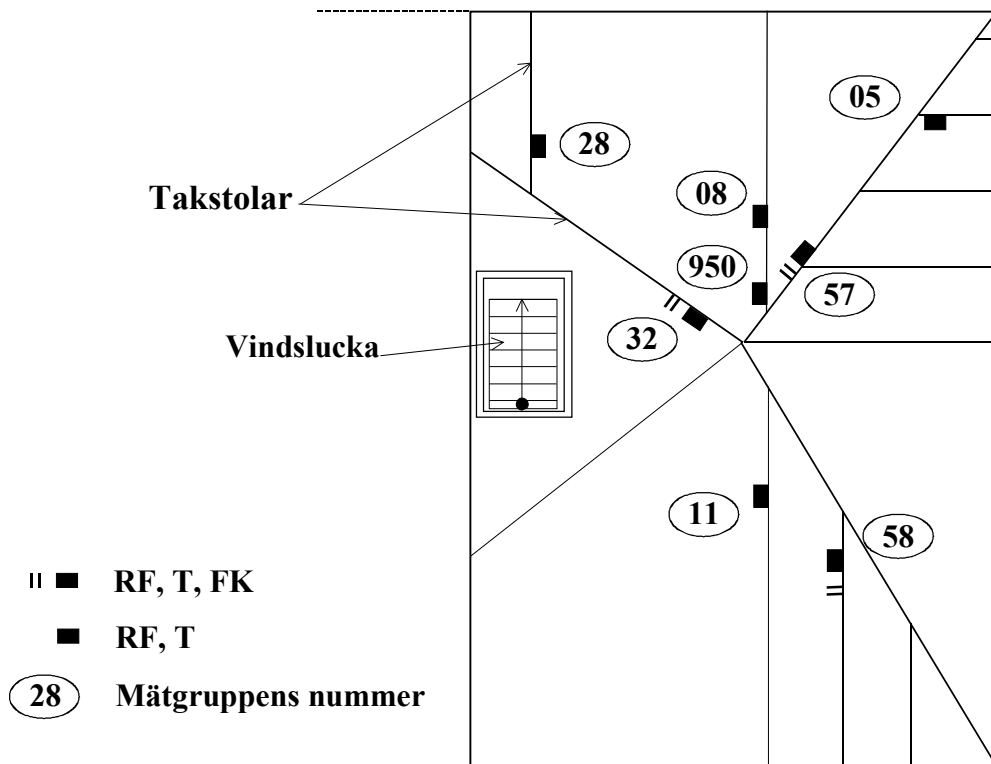 05
28
08
Takstolar
950
57
32
Vindslucka
11
58
RF, T, FK
RF, T
28 Mätgruppens nummer